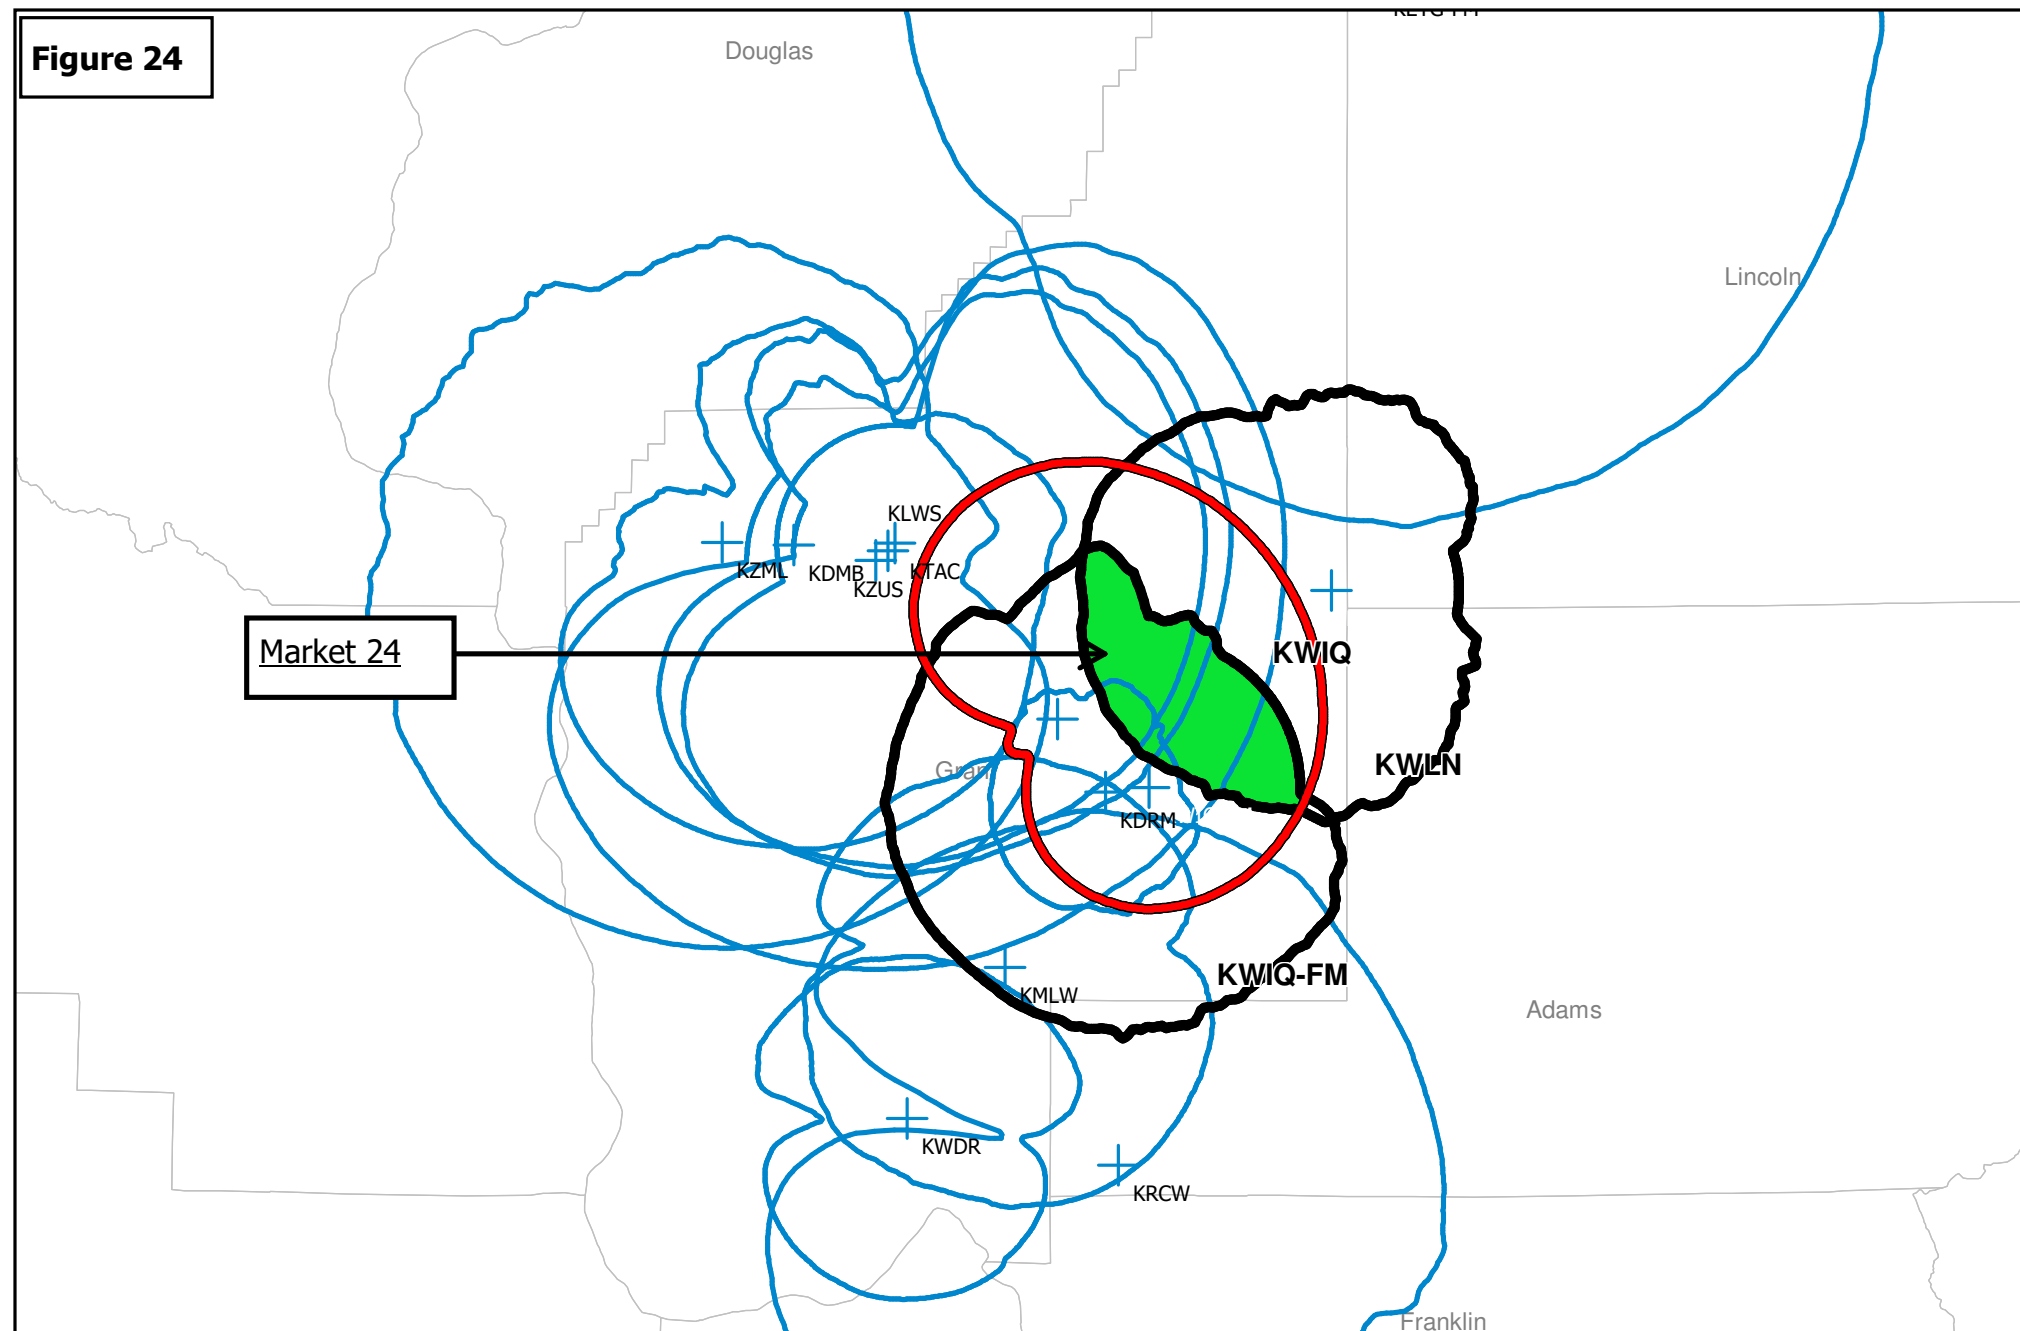 Figure 24
Douglas
Lincoln
KLWS
KZML
KDMB
KTAC
KZUS
Market 24
KWIQ
KWLN
Gran
KDRM
KWIQ-FM
KMLW
Adams
KWDR
KRCW
Franklin